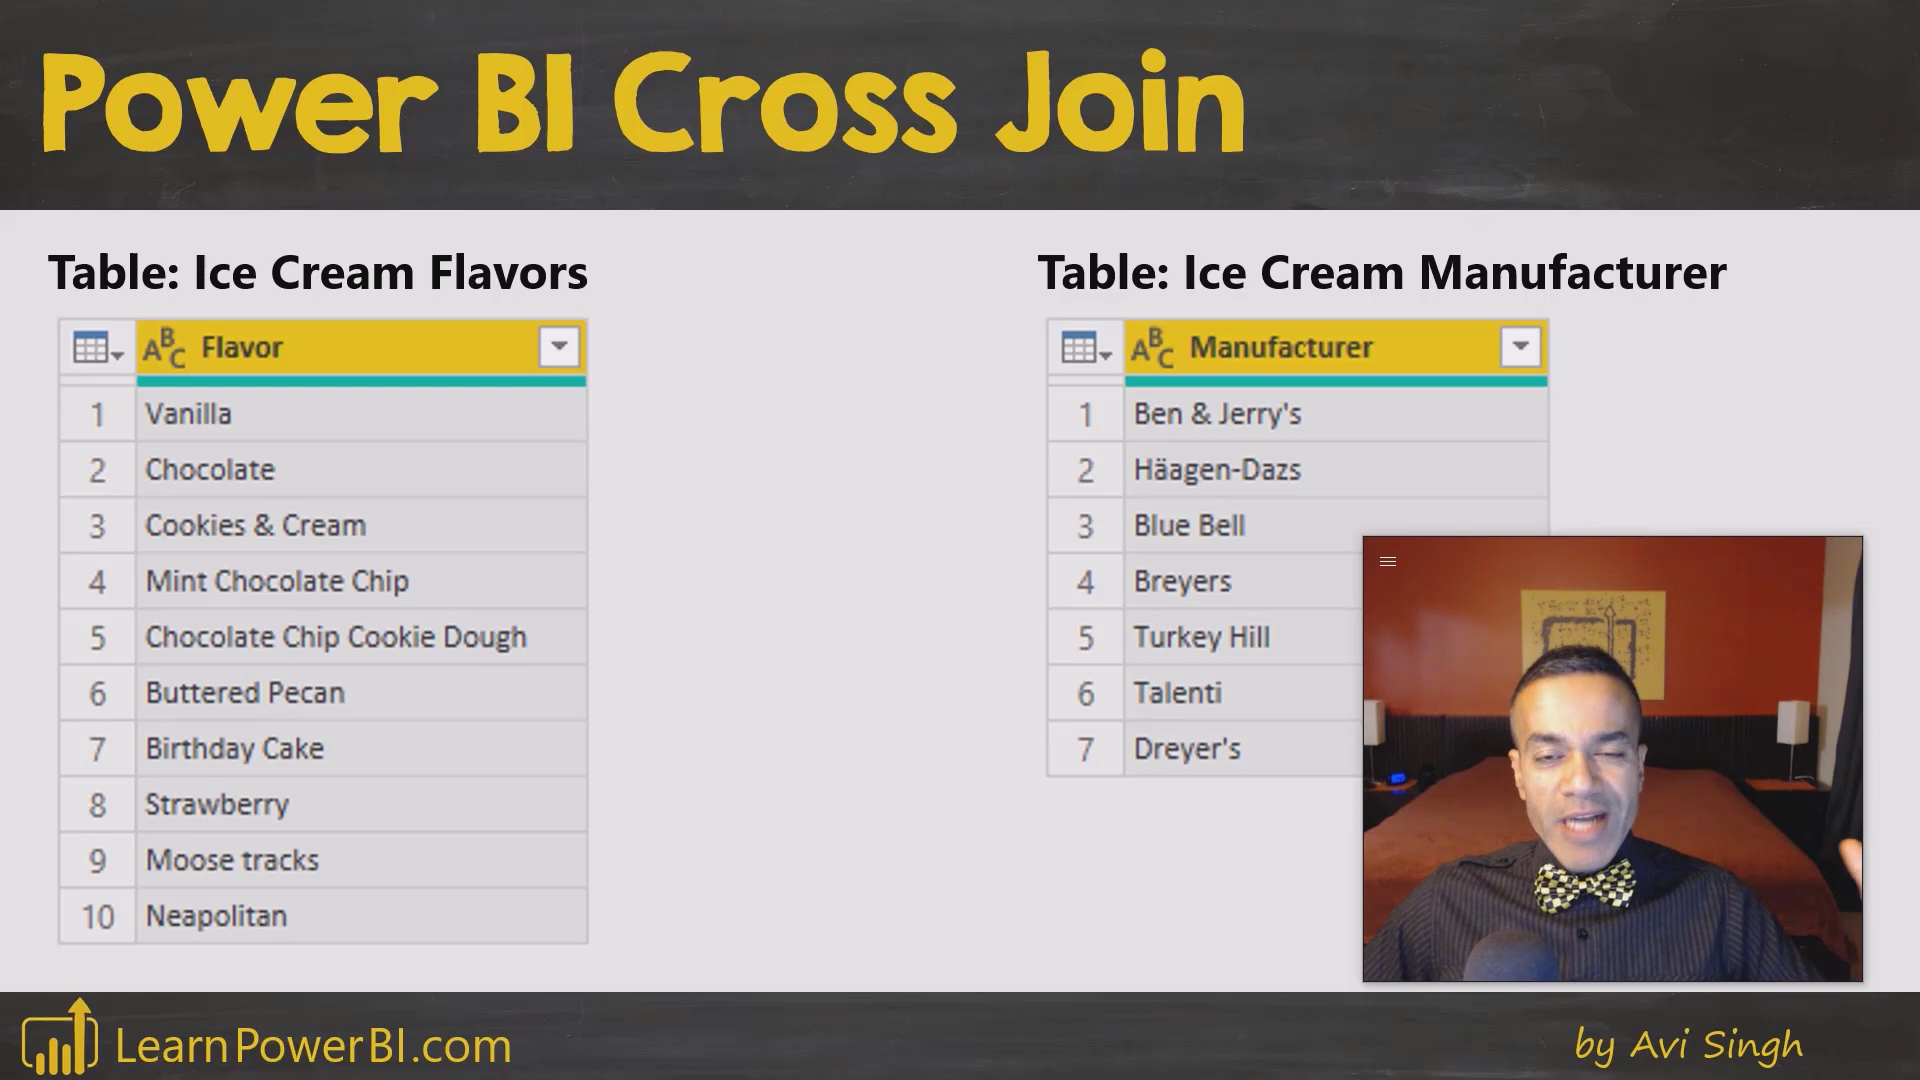 Power BI Cross Join
Table: Ice Cream Flavors
ABC Flavor
1 Vanilla
2 Chocolate
3 Cookies & Cream
4 Mint Chocolate Chip
5 Chocolate Chip Cookie Dough
6 Buttered Pecan
7 Birthday Cake
8 Strawberry
9 Moose tracks
10 Neapolitan
Table: Ice Cream Manufacturer
ABC Manufacturer
1 Ben & Jerry's
2 Häagen-Dazs
3 Blue Bell
4 Breyers
5 Turkey Hill
6 Talenti
7 Dreyer's
LearnPowerBI.com
by Avi Singh